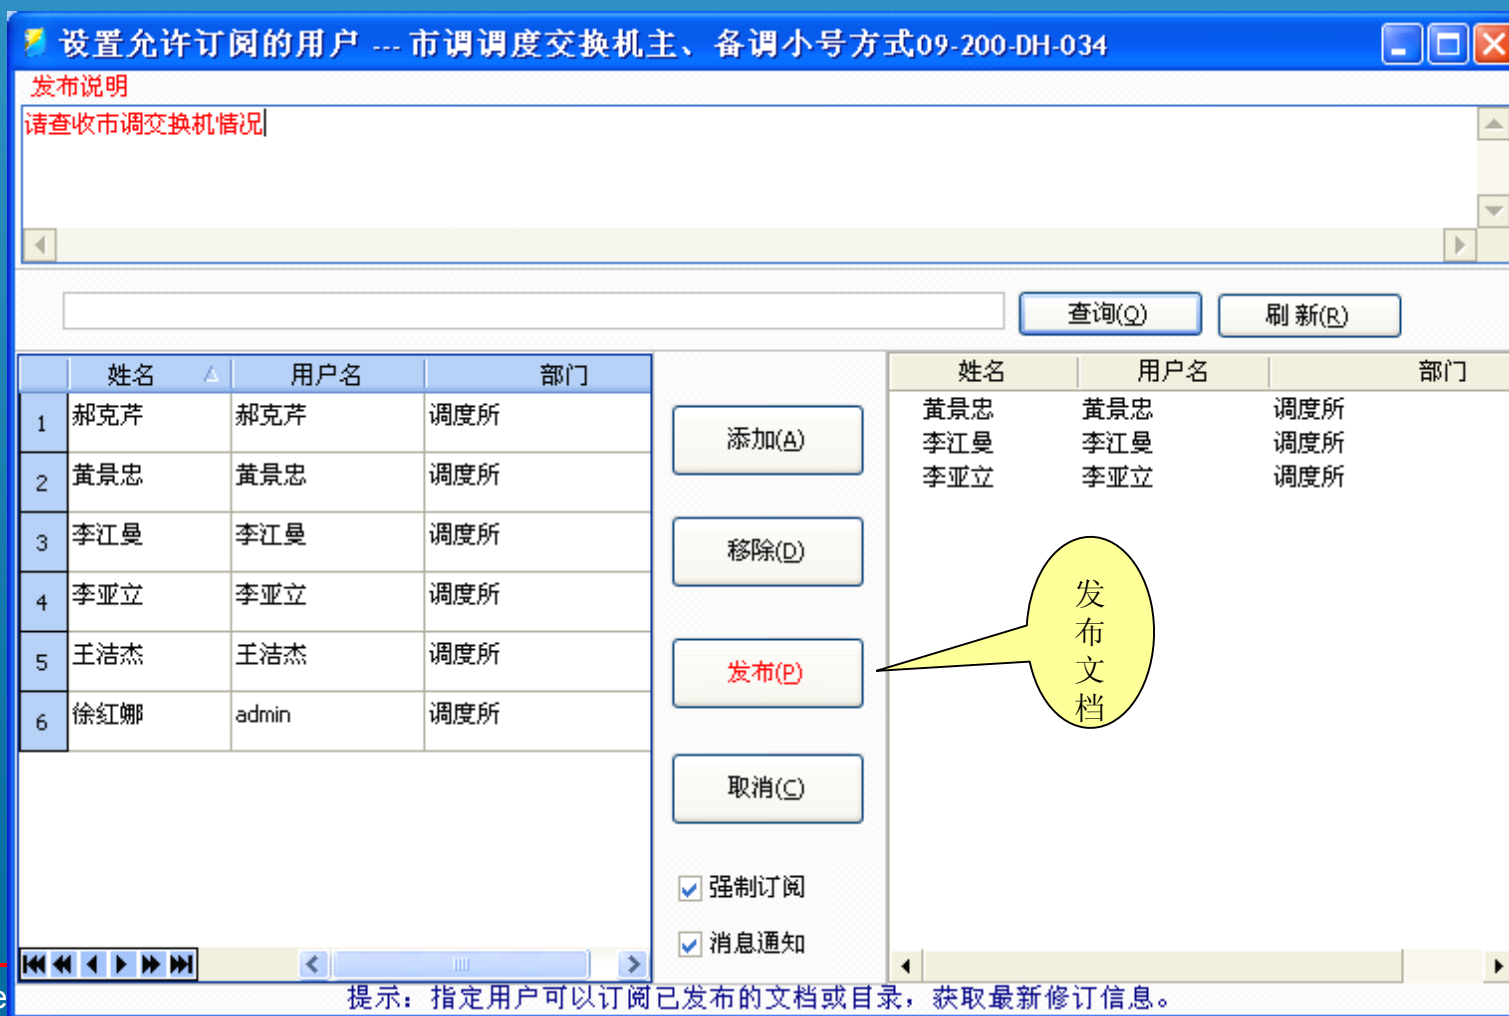 设置允许订阅的用户 --- 市调调度交换机主、备调小号方式09-200-DH-034
发布说明
请查收市调交换机情况
查询(Q) 刷 新(R)
姓名 用户名 部门
1 郝克芹 郝克芹 调度所
2 黄景忠 黄景忠 调度所
3 李江曼 李江曼 调度所
4 李亚立 李亚立 调度所
5 王洁杰 王洁杰 调度所
6 徐红娜 admin 调度所
添加(A)
移除(D)
发布(P)
取消(C)
强制订阅
消息通知
姓名 用户名 部门
黄景忠 黄景忠 调度所
李江曼 李江曼 调度所
李亚立 李亚立 调度所
发
布
文
档
提示：指定用户可以订阅已发布的文档或目录，获取最新修订信息。